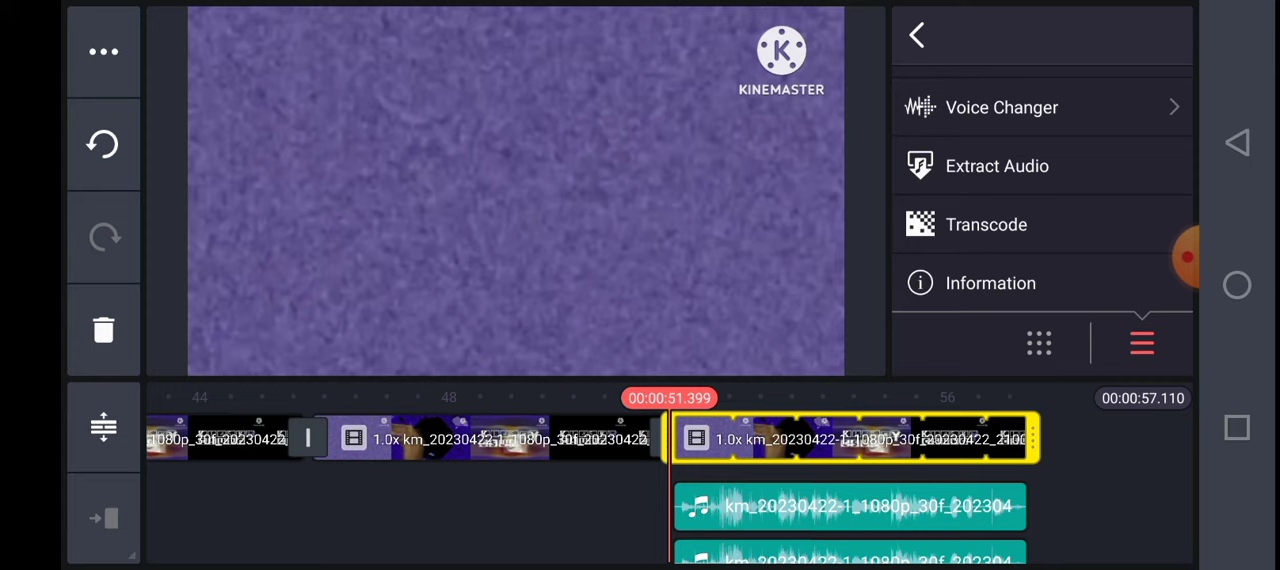 KINEMASTER
Voice Changer
Extract Audio
Transcode
Information
44
48
00:00:51.399
56
00:00:57.110
1080p_30f_20230422
1.0x km_20230422-1_1080p_30f_20230422
1.0x km_20230422-1_1080p_30f_20230422_2100
km_20230422-1_1080p_30f_202304
km_20230422-1_1080p_30f_202304